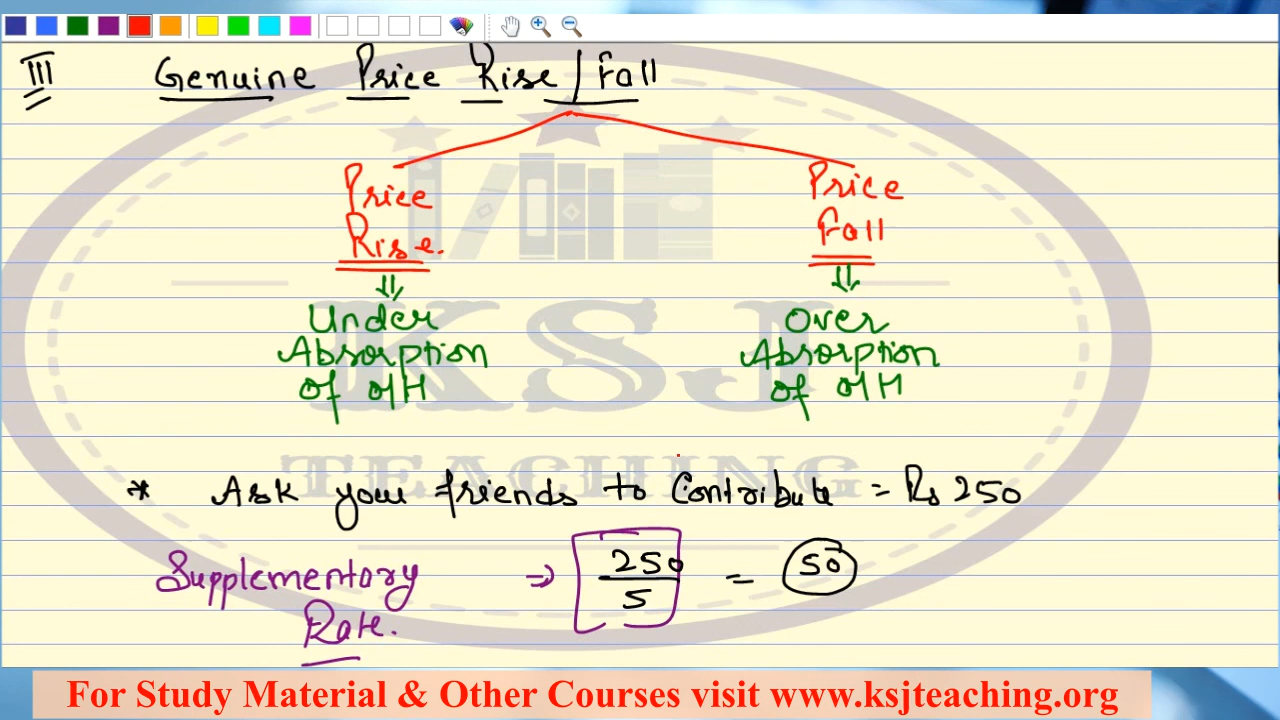 III Genuine Price Rise/Fall
Price
Rise.
Price
Fall
⇓
⇓
Under
Absorption
of O/H
Over
Absorption
of O/H
* Ask your friends to Contribute = Rs 250
Supplementary
Rate.
⇒ 250/5 = 50
KSJ
TEACHING
For Study Material & Other Courses visit www.ksjteaching.org